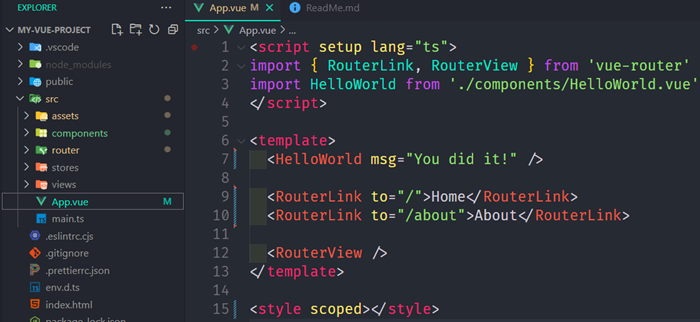 EXPLORER
MY-VUE-PROJECT
.vscode
node_modules
public
src
assets
components
router
stores
views
App.vue M
main.ts
.eslintrc.cjs
.gitignore
.prettierrc.json
env.d.ts
index.html
package-lock.json
App.vue M
ReadMe.md
src > App.vue > ...
1 <script setup lang="ts">
2 import { RouterLink, RouterView } from 'vue-router'
3 import HelloWorld from './components/HelloWorld.vue'
4 </script>
5
6 <template>
7 <HelloWorld msg="You did it!" />
8
9 <RouterLink to="/">Home</RouterLink>
10 <RouterLink to="/about">About</RouterLink>
11
12 <RouterView />
13 </template>
14
15 <style scoped></style>